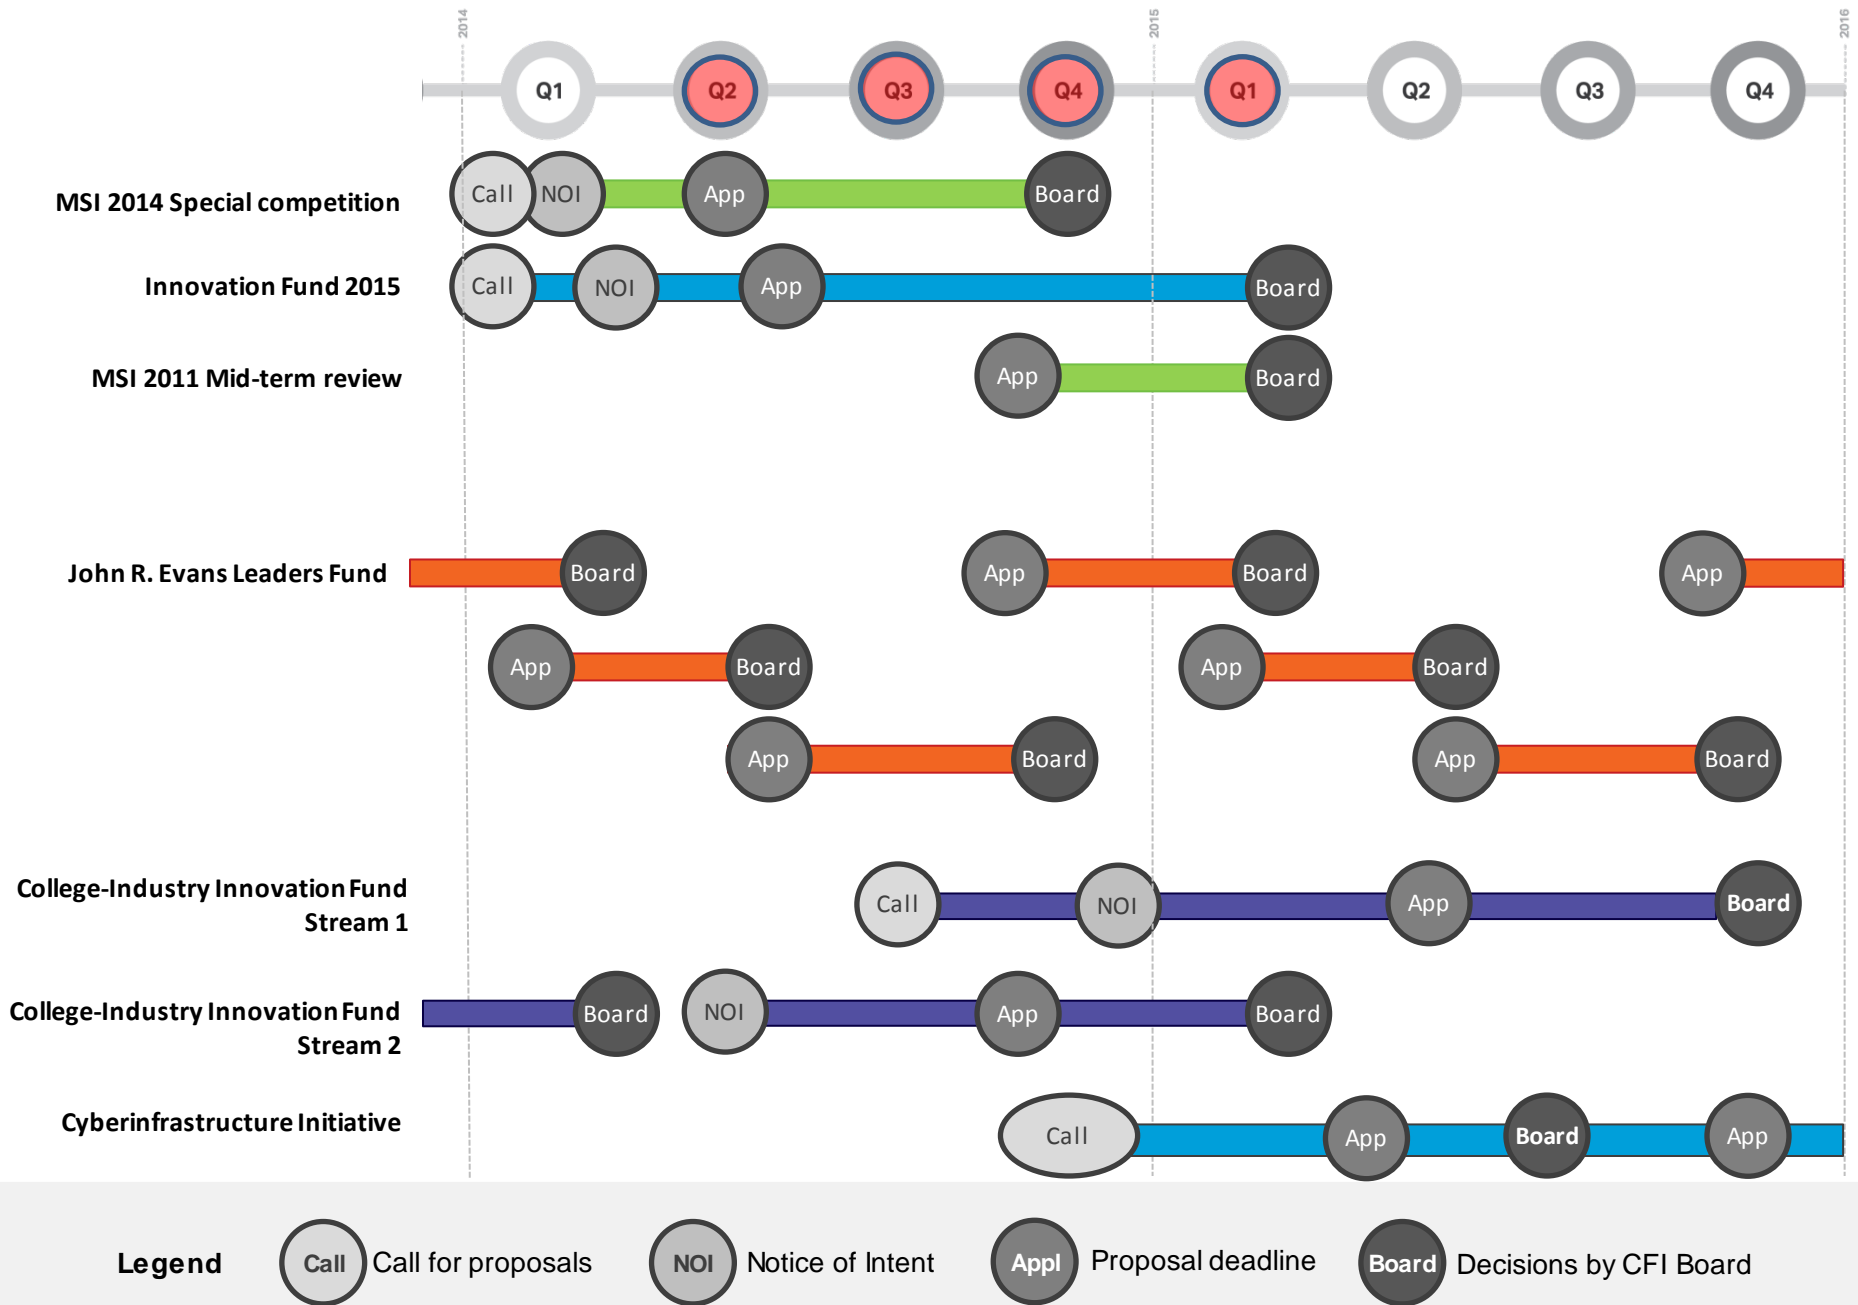 2014
2015
2016
Q1 Q2 Q3 Q4 Q1 Q2 Q3 Q4
MSI 2014 Special competition
Call NOI App Board
Innovation Fund 2015
Call NOI App Board
MSI 2011 Mid-term review
App Board
John R. Evans Leaders Fund
Board App Board App
App Board App Board
App Board App Board
College-Industry Innovation Fund
Stream 1
Call NOI App Board
College-Industry Innovation Fund
Stream 2
Board NOI App Board
Cyberinfrastructure Initiative
Call App Board App
Legend
Call Call for proposals
NOI Notice of Intent
Appl Proposal deadline
Board Decisions by CFI Board